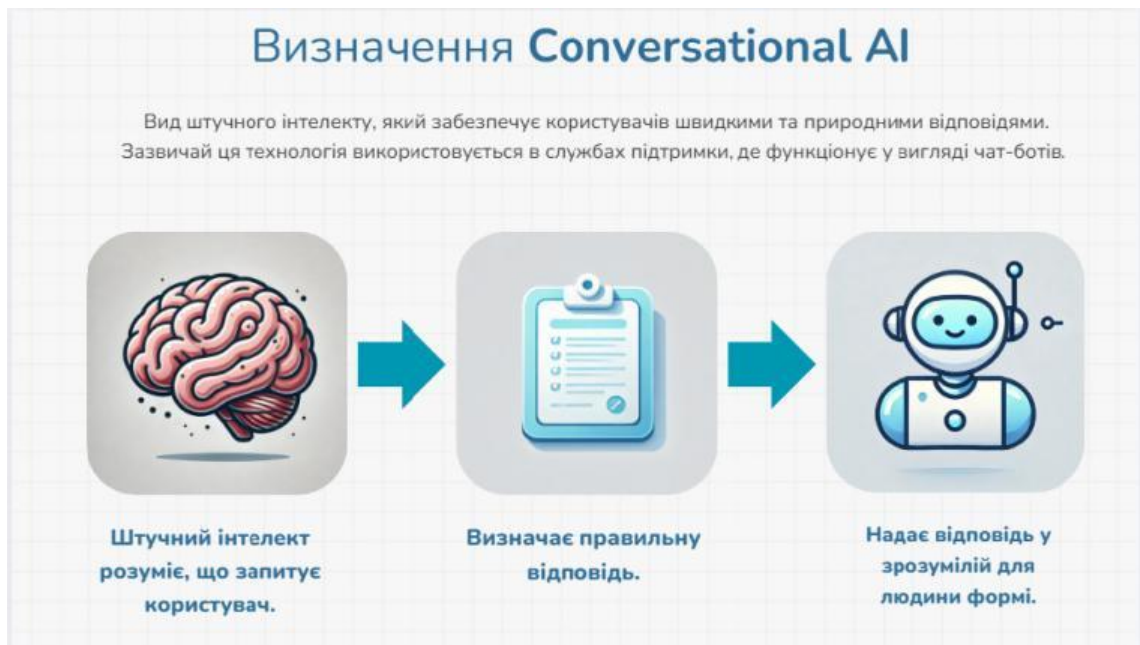 Визначення Conversational AI
Вид штучного інтелекту, який забезпечує користувачів швидкими та природними відповідями.
Зазвичай ця технологія використовується в службах підтримки, де функціонує у вигляді чат-ботів.
Штучний інтелект
розуміє, що запитує
користувач.
Визначає правильну
відповідь.
Надає відповідь у
зрозумілій для
людини формі.